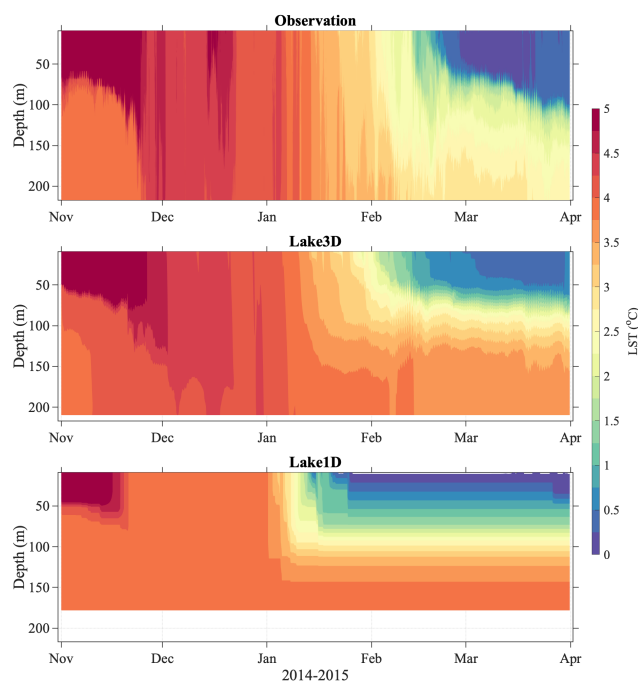 Observation
50
100
150
200
Depth (m)
Nov Dec Jan Feb Mar Apr
Lake3D
50
100
150
200
Depth (m)
Nov Dec Jan Feb Mar Apr
Lake1D
50
100
150
200
Depth (m)
Nov Dec Jan Feb Mar Apr
2014-2015
5
4.5
4
3.5
3
2.5
2
1.5
1
0.5
0
LST (°C)